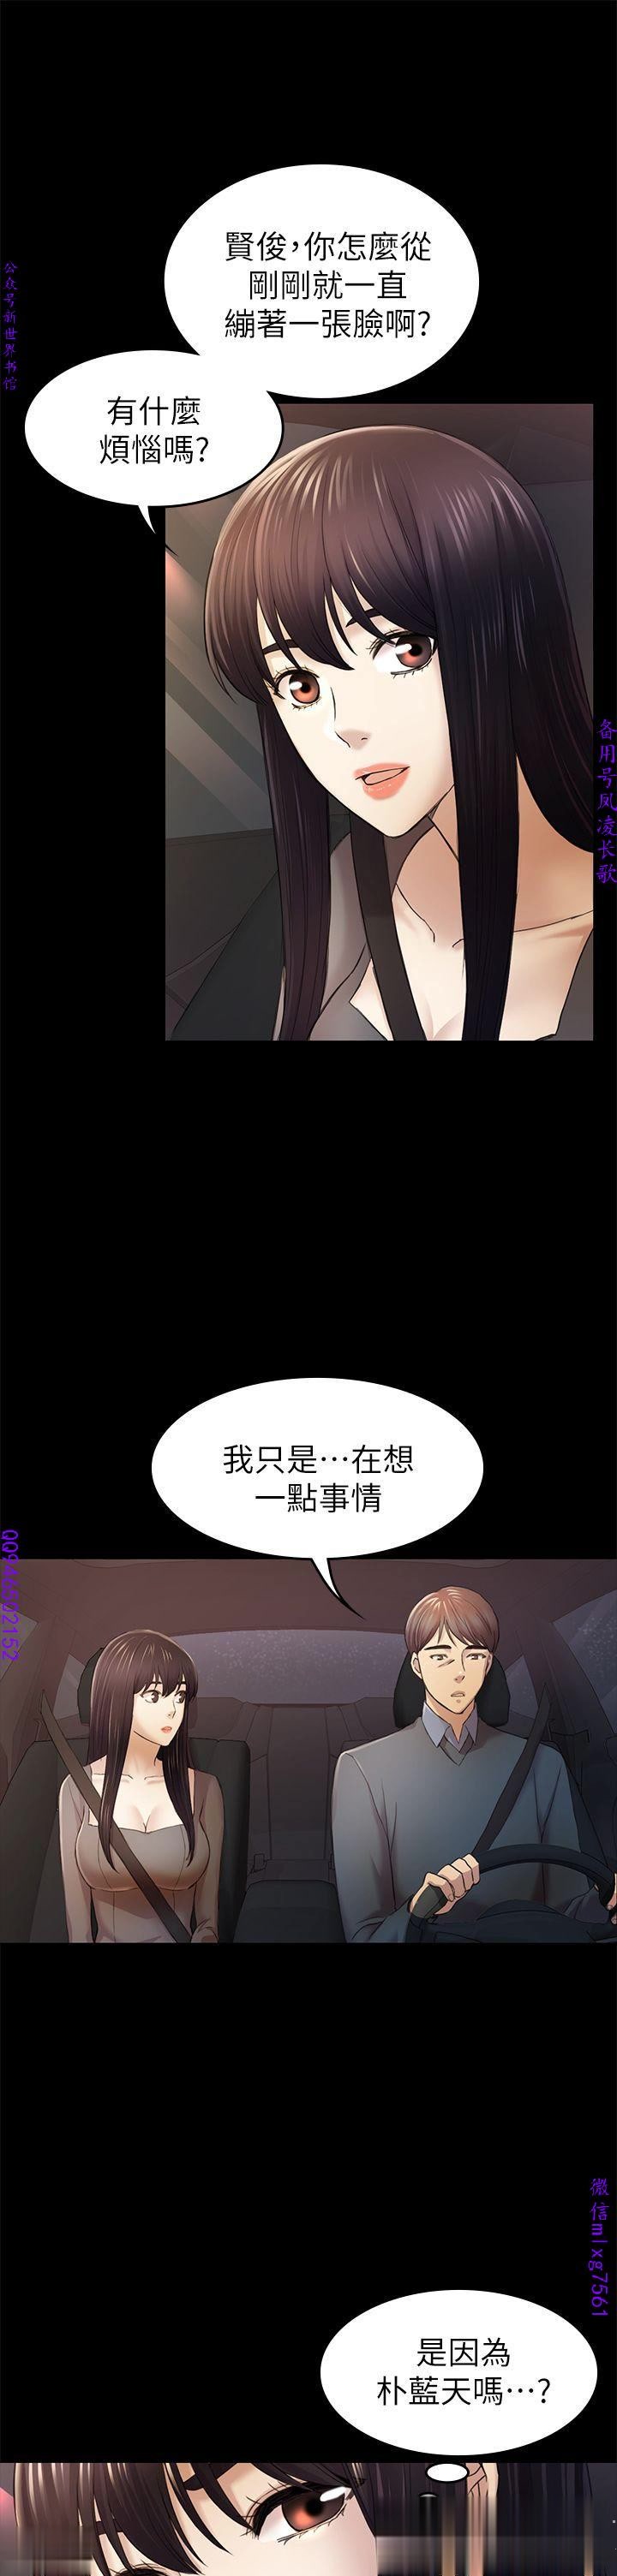 賢俊,你怎麼從
剛剛就一直
繃著一張臉啊?
公众号新世界书馆
有什麼
煩惱嗎?
备用号凤凌长歌
我只是…在想
一點事情
QQ946502152
微信mlxg7561
是因為
朴藍天嗎…?